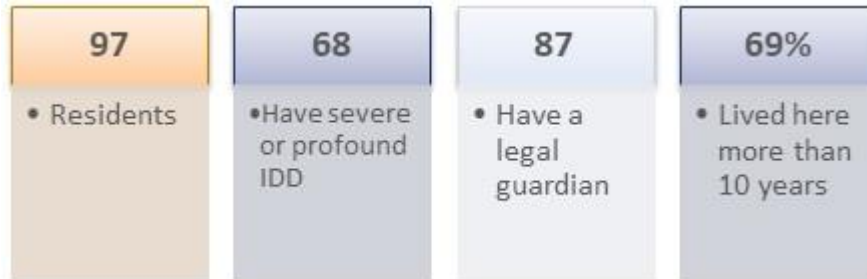 97
• Residents
68
•Have severe
or profound
IDD
87
• Have a
legal
guardian
69%
• Lived here
more than
10 years